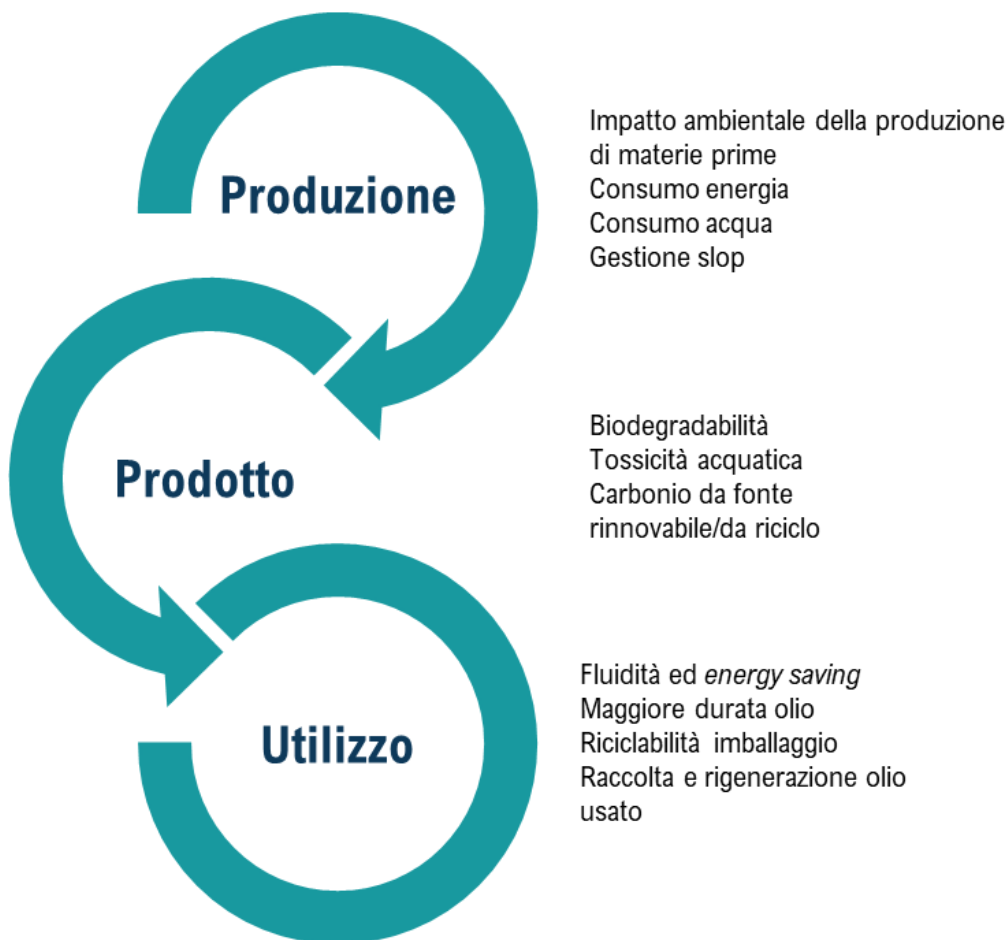 Produzione
Impatto ambientale della produzione
di materie prime
Consumo energia
Consumo acqua
Gestione slop
Prodotto
Biodegradabilità
Tossicità acquatica
Carbonio da fonte
rinnovabile/da riciclo
Utilizzo
Fluidità ed energy saving
Maggiore durata olio
Riciclabilità imballaggio
Raccolta e rigenerazione olio
usato